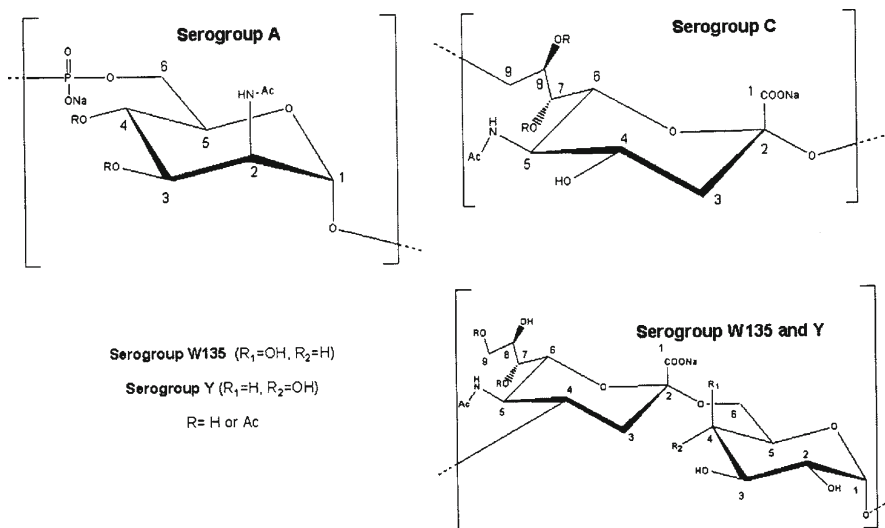 Serogroup A
O
P
O
ONa
6
HN
Ac
O
RO
4
5
RO
2
1
3
O
Serogroup C
OR
9
8
7
6
RO
1
COONa
H
N
Ac
O
4
5
2
O
HO
3
Serogroup W135 (R1=OH, R2=H)
Serogroup Y (R1=H, R2=OH)
R= H or Ac
Serogroup W135 and Y
OH
RO
9
8
7
6
RO
1
COONa
H
N
Ac
O
4
5
2
3
O
R1
6
R2
4
5
O
HO
3
2
OH
1
O